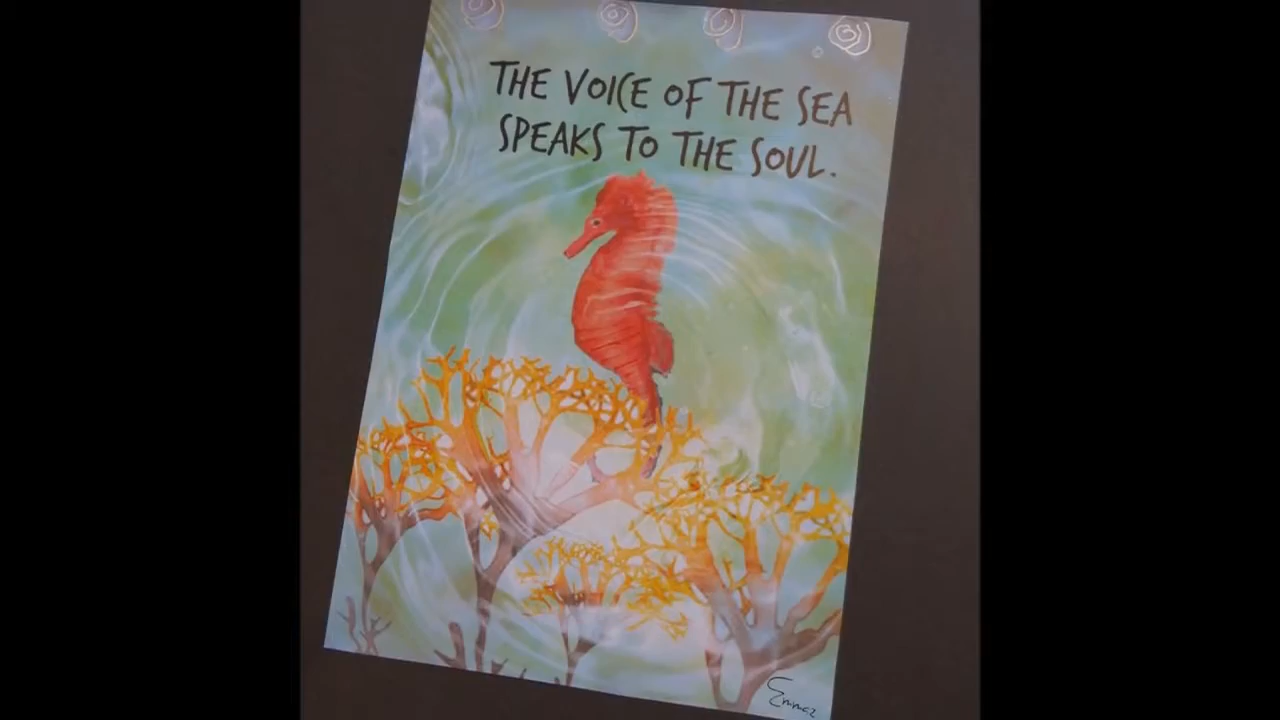 THE VOICE OF THE SEA
SPEAKS TO THE SOUL.